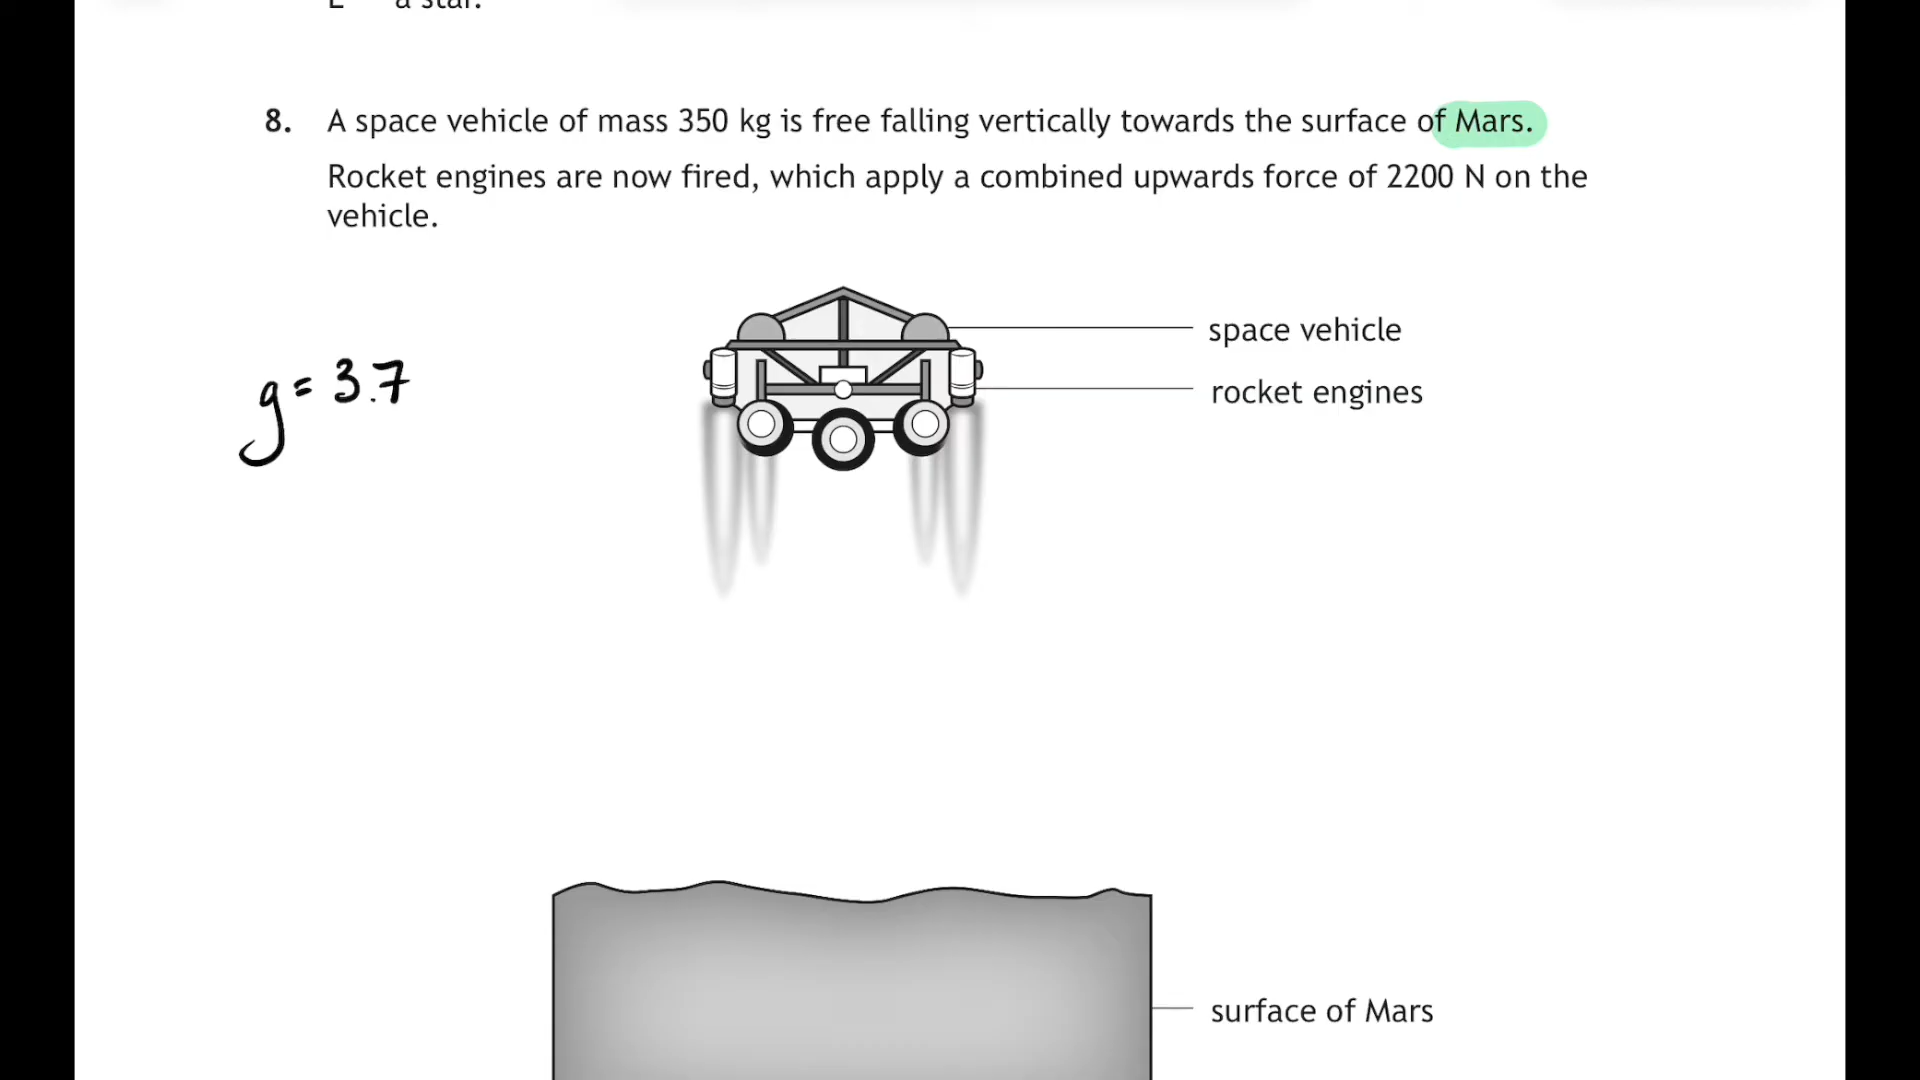 8. A space vehicle of mass 350 kg is free falling vertically towards the surface of Mars.
Rocket engines are now fired, which apply a combined upwards force of 2200 N on the
vehicle.
space vehicle
g = 3.7
rocket engines
surface of Mars